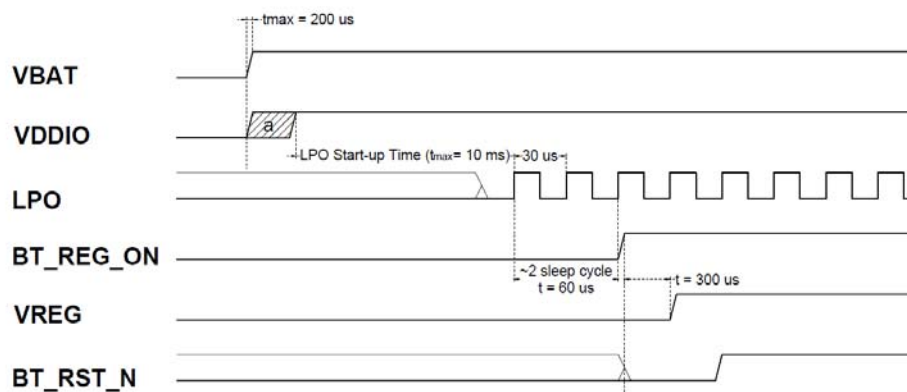 tmax = 200 us
VBAT
VDDIO
a
LPO Start-up Time (tmax= 10 ms)
30 us
LPO
BT_REG_ON
~2 sleep cycle
t = 60 us
t = 300 us
VREG
BT_RST_N